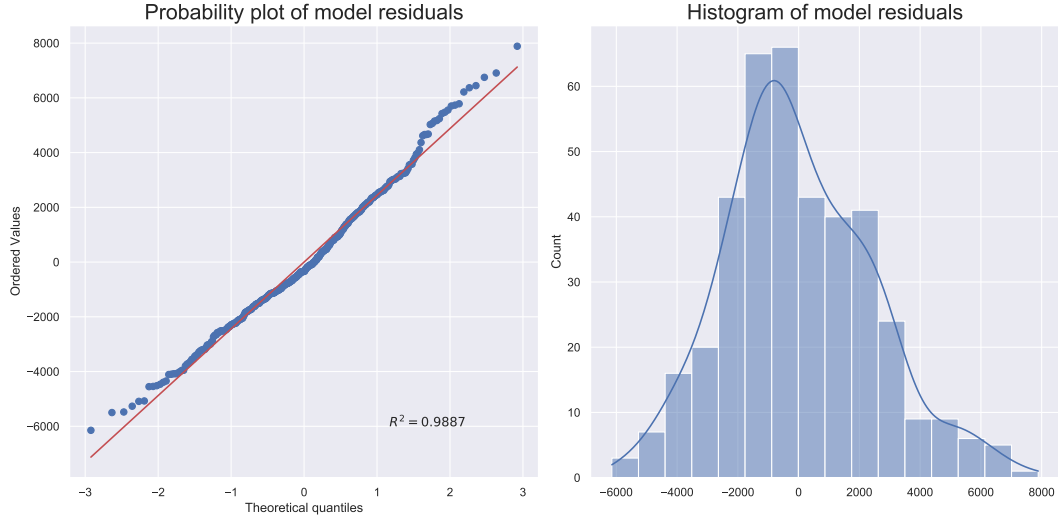 Probability plot of model residuals
8000
6000
4000
2000
0
−2000
−4000
−6000
Ordered Values
R² = 0.9887
−3 −2 −1 0 1 2 3
Theoretical quantiles
Histogram of model residuals
60
50
40
30
20
10
0
Count
−6000 −4000 −2000 0 2000 4000 6000 8000